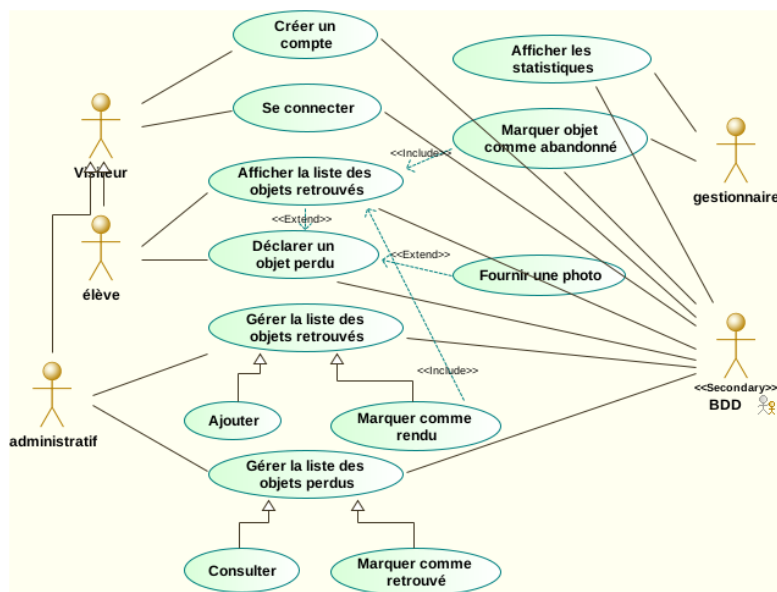 Créer un
compte
Afficher les
statistiques
Se connecter
Marquer objet
comme abandonné
<<Include>>
Visiteur
Afficher la liste des
objets retrouvés
gestionnaire
<<Extend>>
Déclarer un
objet perdu
<<Extend>>
Fournir une photo
élève
Gérer la liste des
objets retrouvés
<<Include>>
<<Secondary>>
BDD
Ajouter
Marquer comme
rendu
administratif
Gérer la liste des
objets perdus
Consulter
Marquer comme
retrouvé